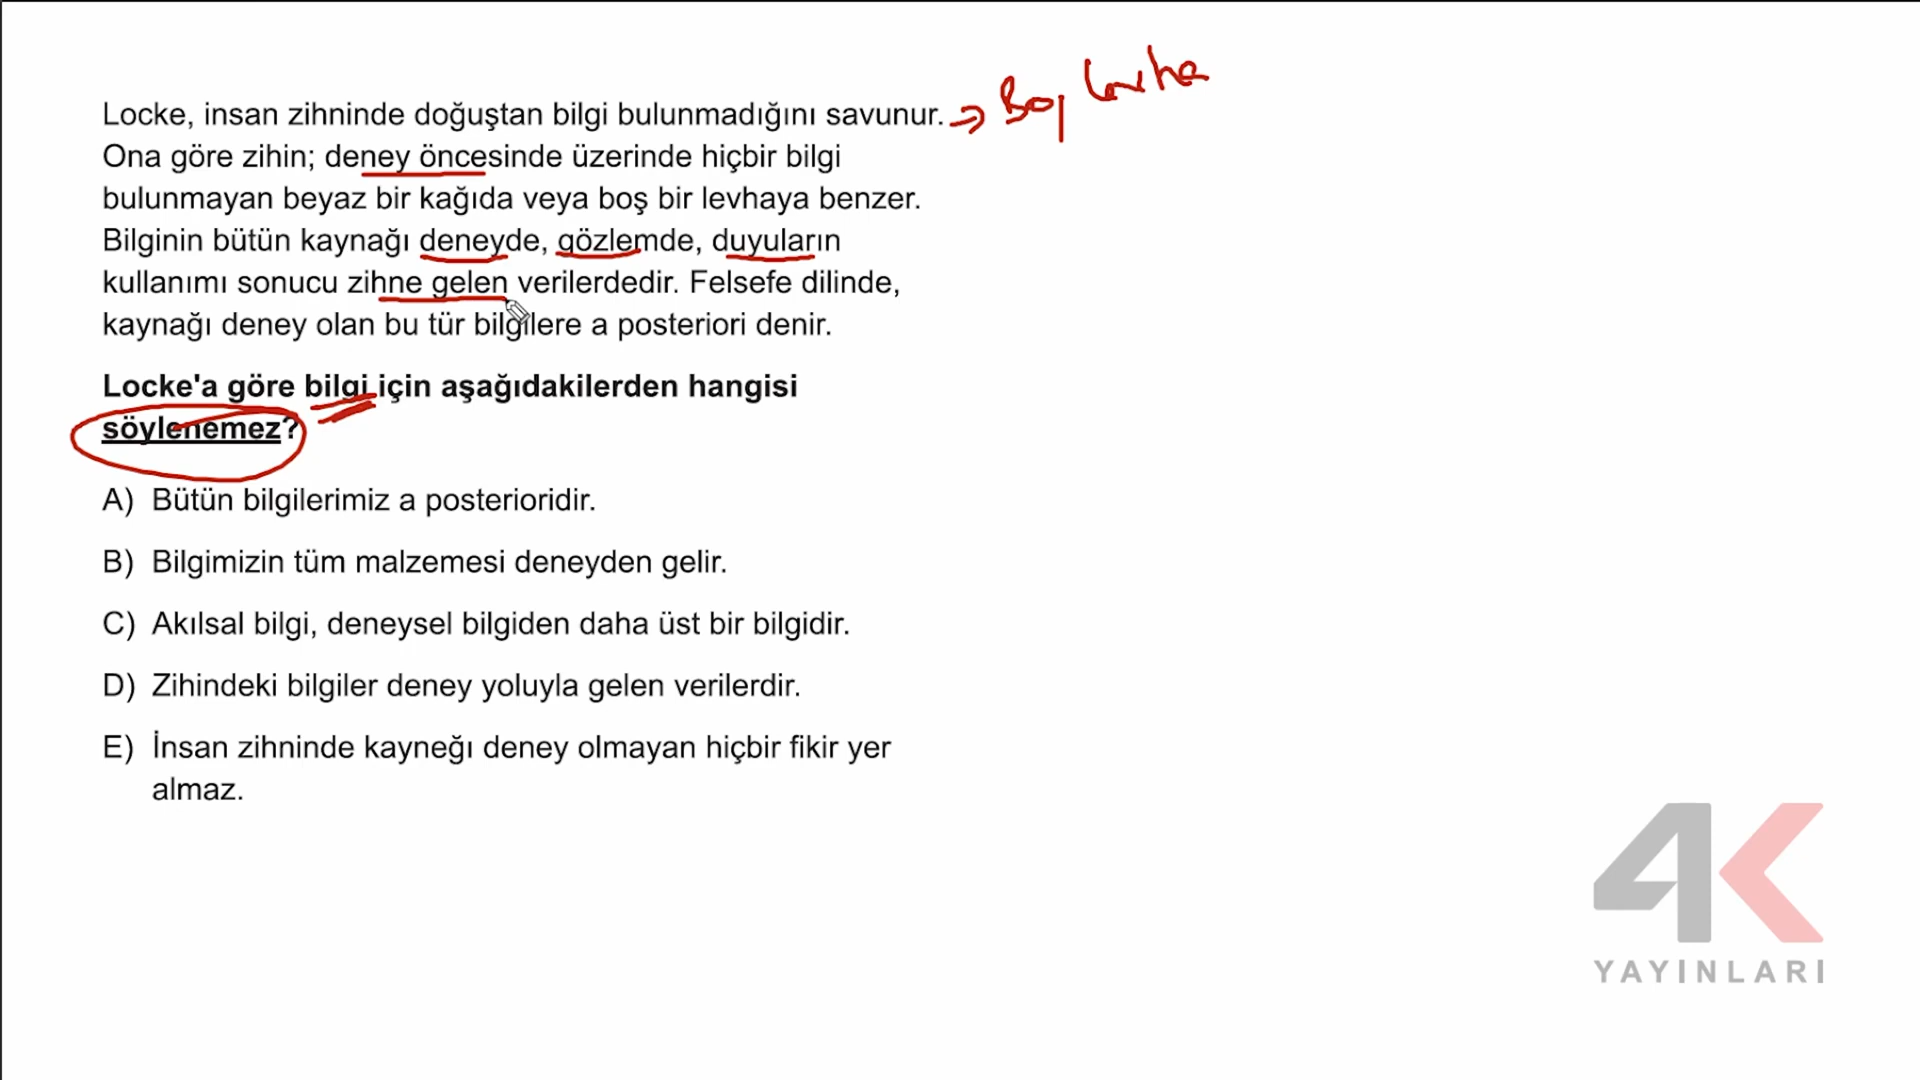 Locke, insan zihninde doğuştan bilgi bulunmadığını savunur. → Boş levha
Ona göre zihin; deney öncesinde üzerinde hiçbir bilgi
bulunmayan beyaz bir kağıda veya boş bir levhaya benzer.
Bilginin bütün kaynağı deneyde, gözlemde, duyuların
kullanımı sonucu zihne gelen verilerdedir. Felsefe dilinde,
kaynağı deney olan bu tür bilgilere a posteriori denir.
Locke'a göre bilgi için aşağıdakilerden hangisi
söylenemez?
A) Bütün bilgilerimiz a posterioridir.
B) Bilgimizin tüm malzemesi deneyden gelir.
C) Akılsal bilgi, deneysel bilgiden daha üst bir bilgidir.
D) Zihindeki bilgiler deney yoluyla gelen verilerdir.
E) İnsan zihninde kayneğı deney olmayan hiçbir fikir yer
almaz.
4K
YAYINLARI